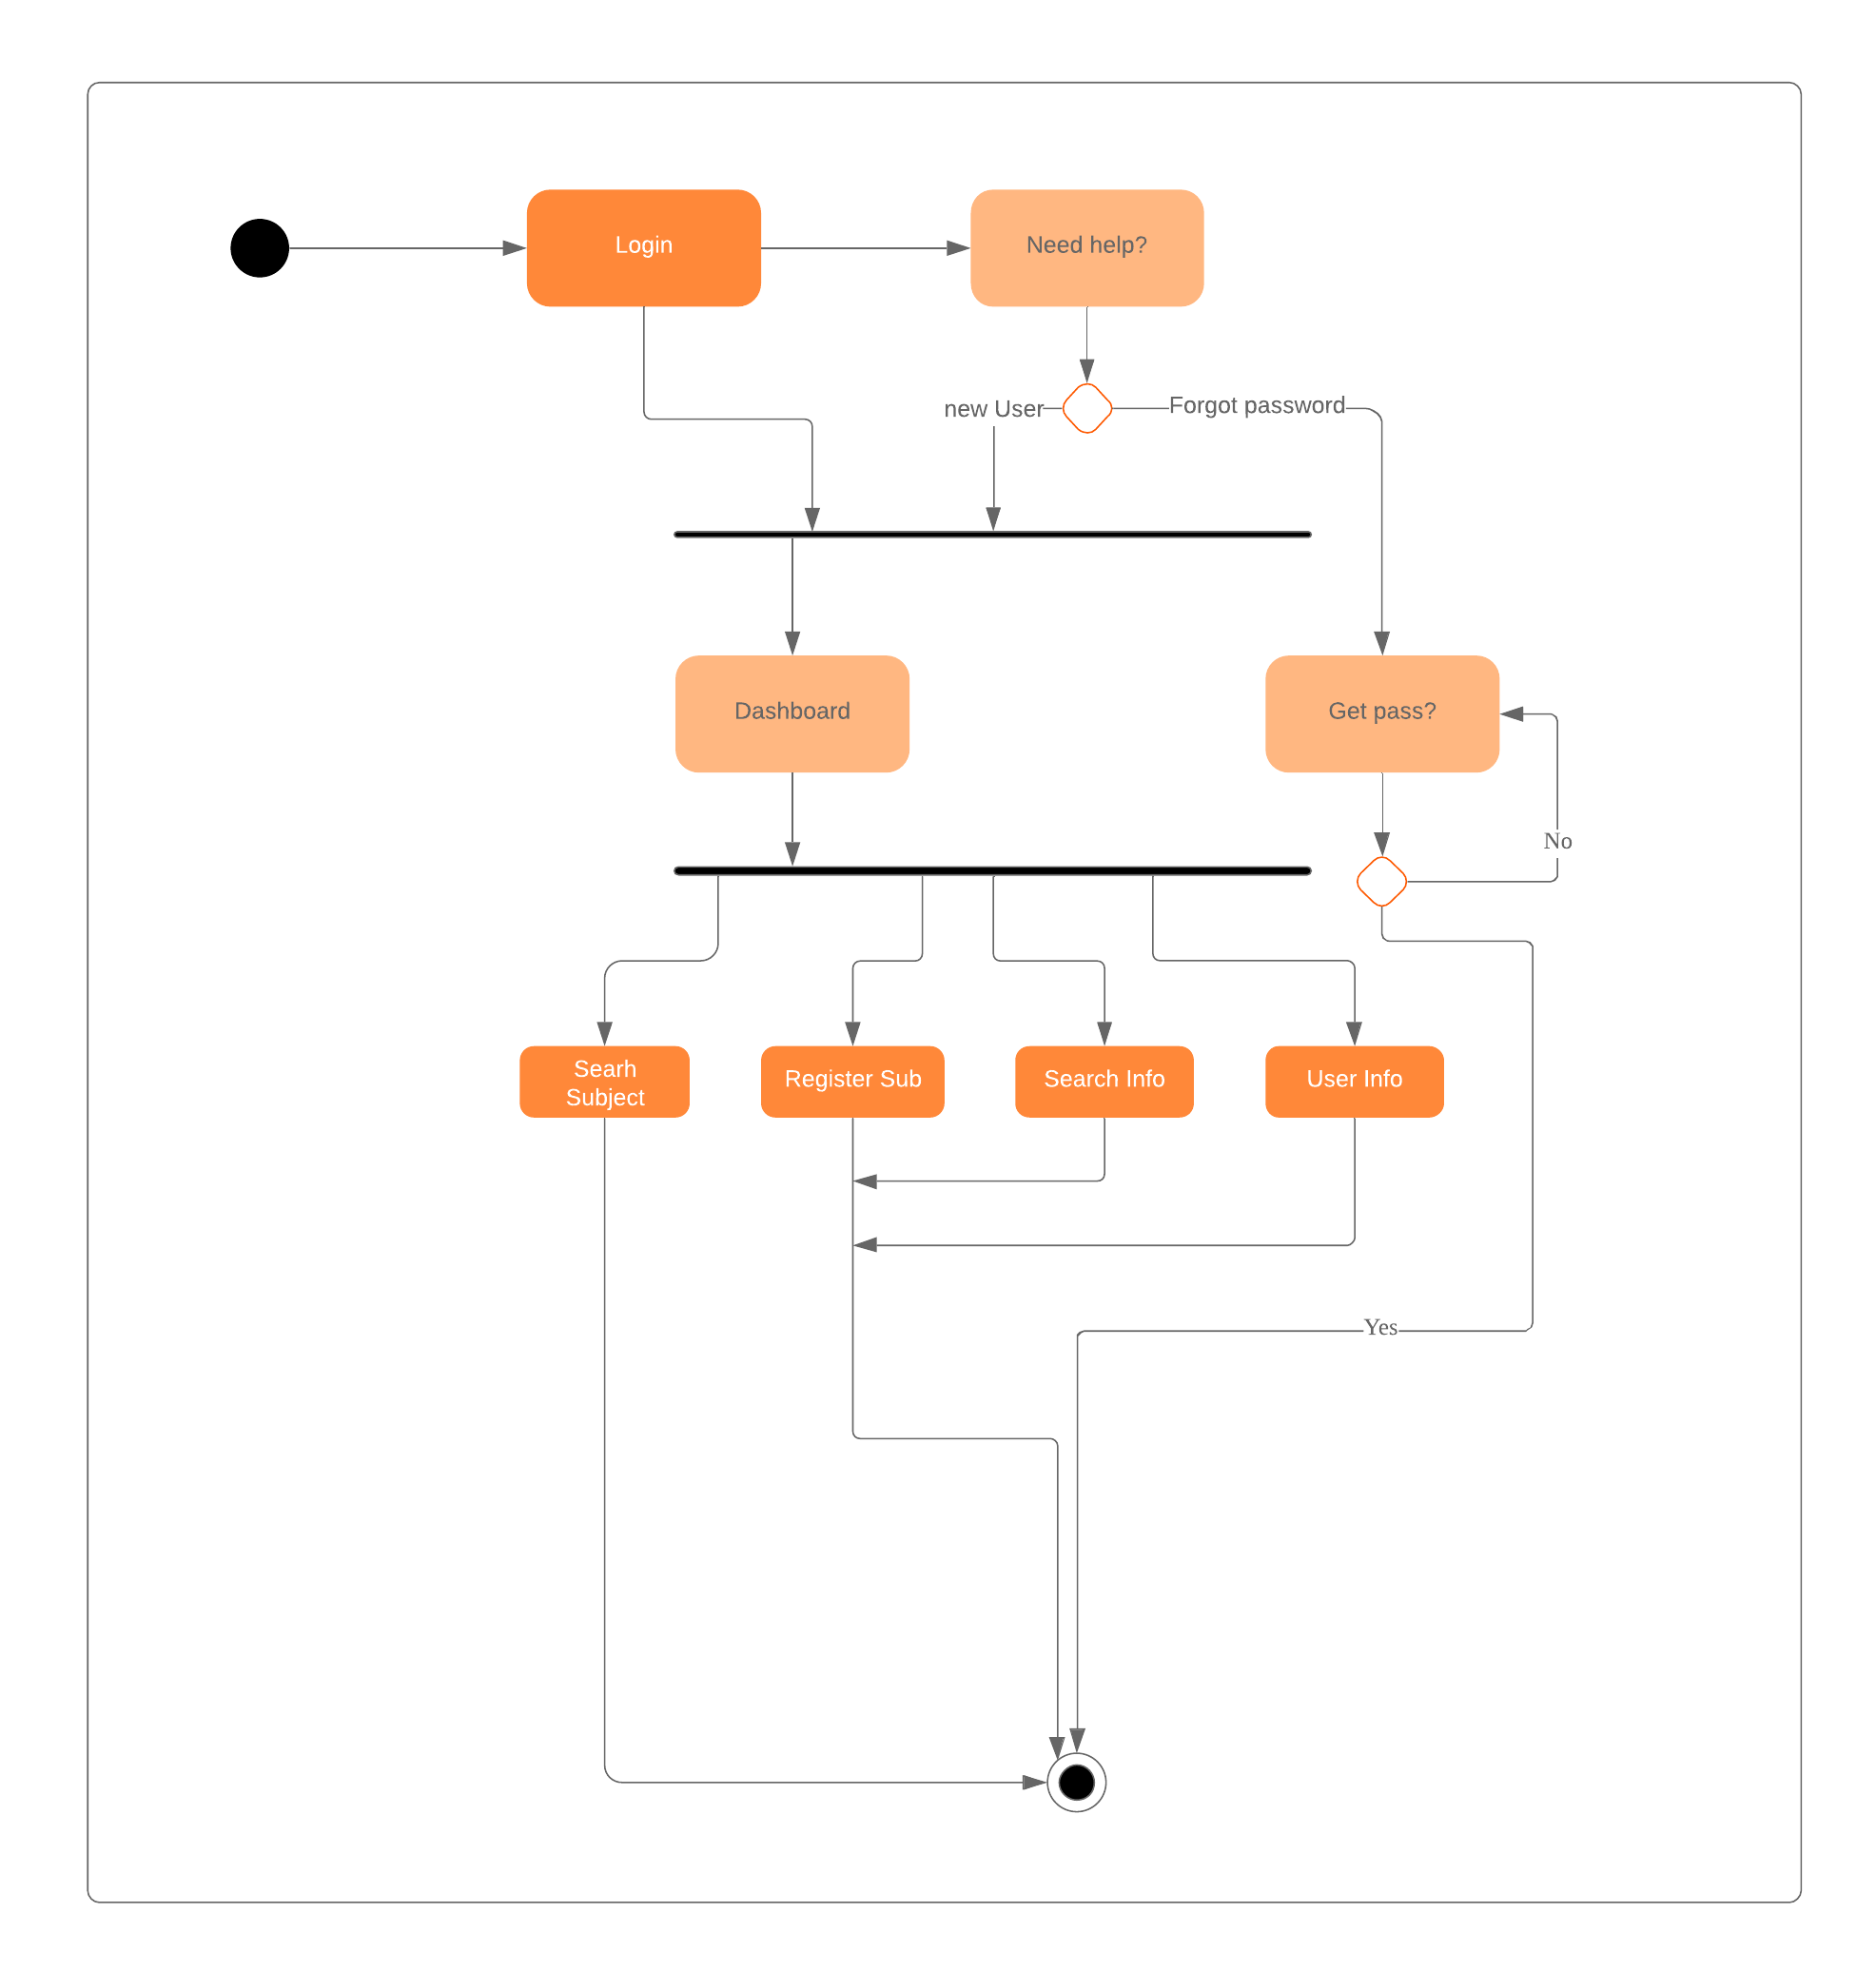 Login
Need help?
new User
Forgot password
Dashboard
Get pass?
No
Searh
Subject
Register Sub
Search Info
User Info
Yes